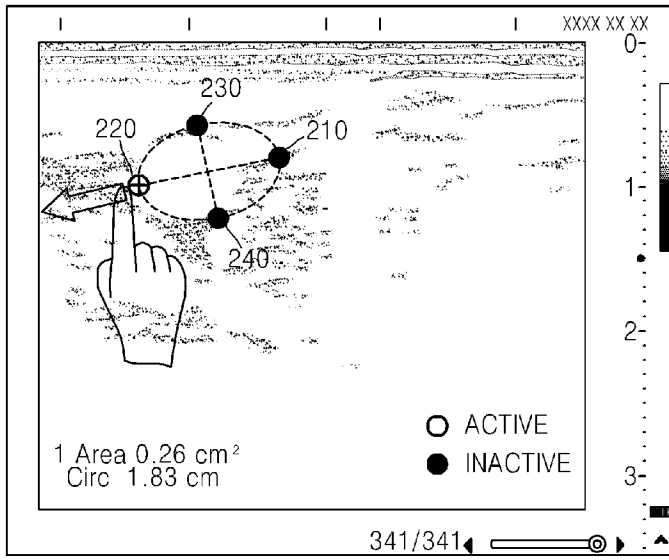 XXXX XX XX
0-
230
220
210
1-
240
2-
ACTIVE
1 Area 0.26 cm²
INACTIVE
Circ 1.83 cm
3-
341/341